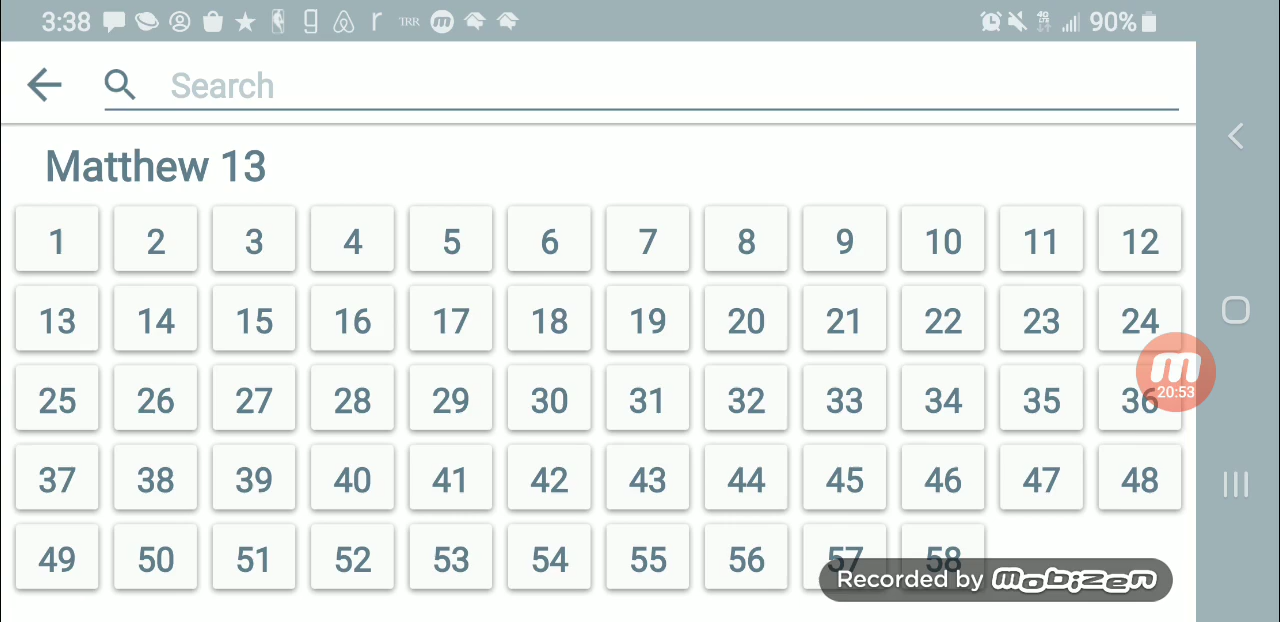 3:38 g r TRR m 4G LTE 90%
Search
Matthew 13
1 2 3 4 5 6 7 8 9 10 11 12
13 14 15 16 17 18 19 20 21 22 23 24
25 26 27 28 29 30 31 32 33 34 35 36
m
20:53
37 38 39 40 41 42 43 44 45 46 47 48
49 50 51 52 53 54 55 56 57 58
Recorded by mobizen